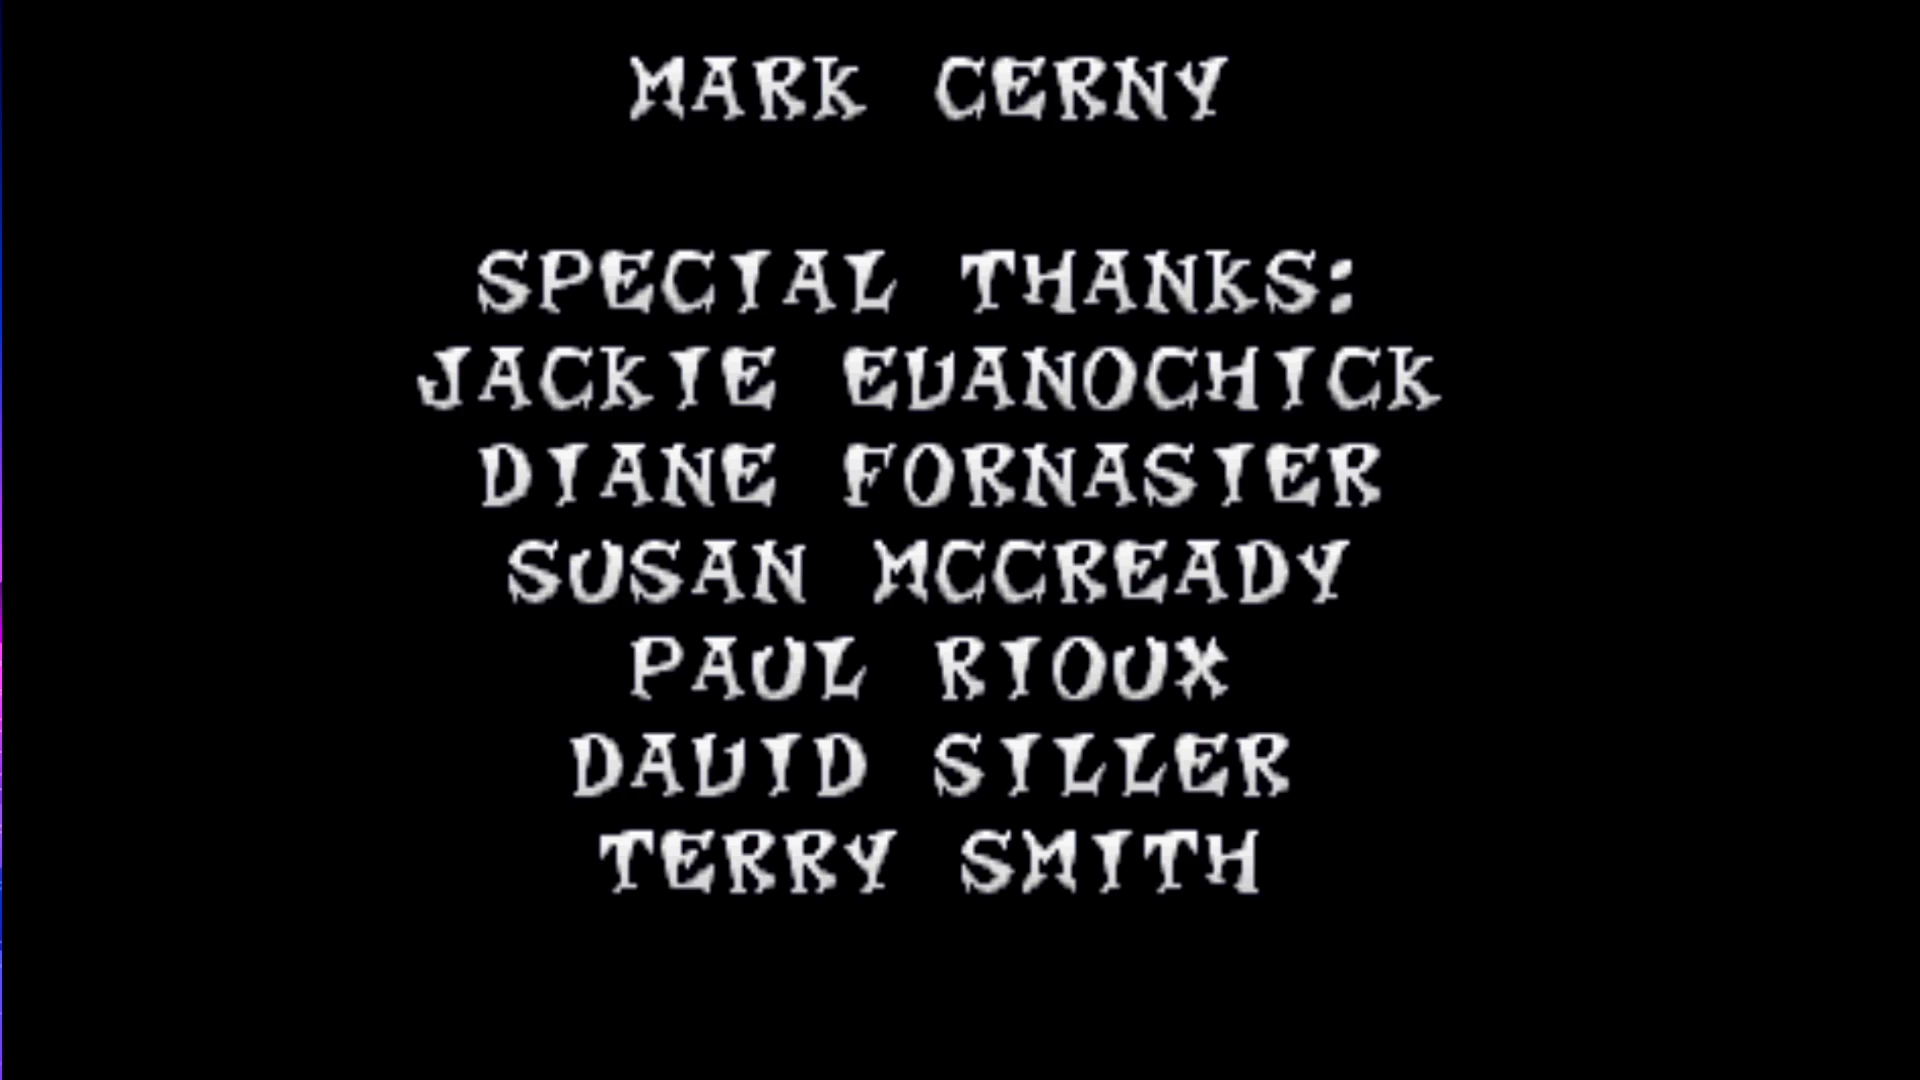 MARK CERNY
SPECIAL THANKS:
JACKIE EVANOCHICK
DIANE FORNASIER
SUSAN MCCREADY
PAUL RIOUX
DAVID SILLER
TERRY SMITH